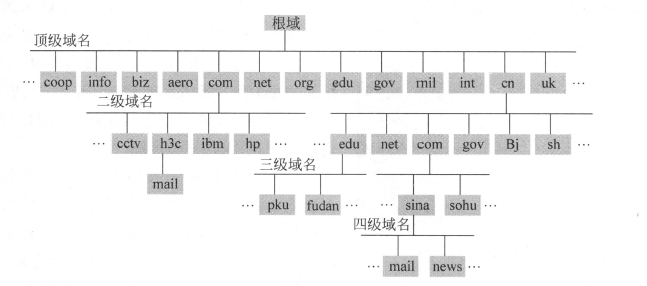 根域
顶级域名
… coop info biz aero com net org edu gov mil int cn uk …
二级域名
… cctv h3c ibm hp … … edu net com gov Bj sh …
三级域名
mail
… pku fudan … … sina sohu …
四级域名
… mail news …